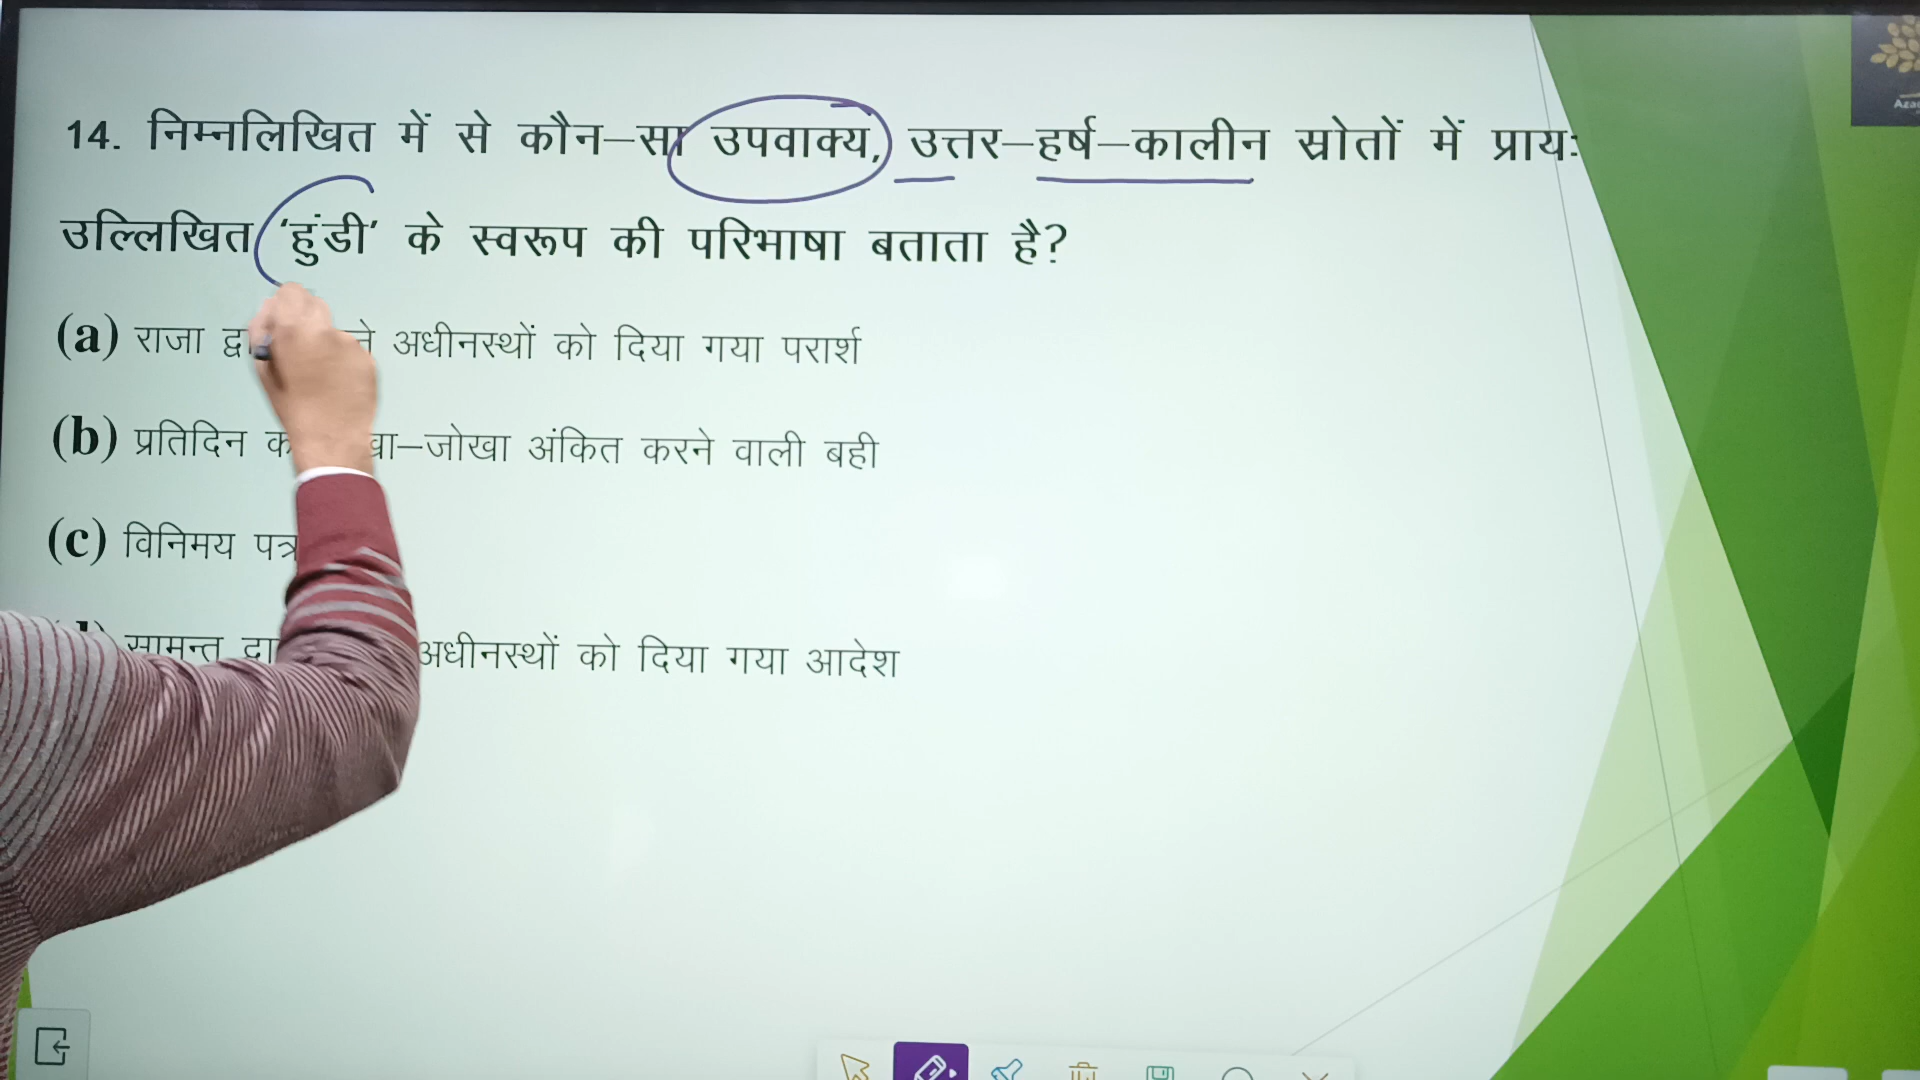 14. निम्नलिखित में से कौन–सा उपवाक्य, उत्तर–हर्ष–कालीन स्रोतों में प्रायः
उल्लिखित 'हुंडी' के स्वरूप की परिभाषा बताता है?
(a) राजा अधीनस्थों को दिया गया परार्श
(b) प्रतिदिन जोखा अंकित करने वाली बही
(c) विनिमय पत्र
सामन्त अधीनस्थों को दिया गया आदेश